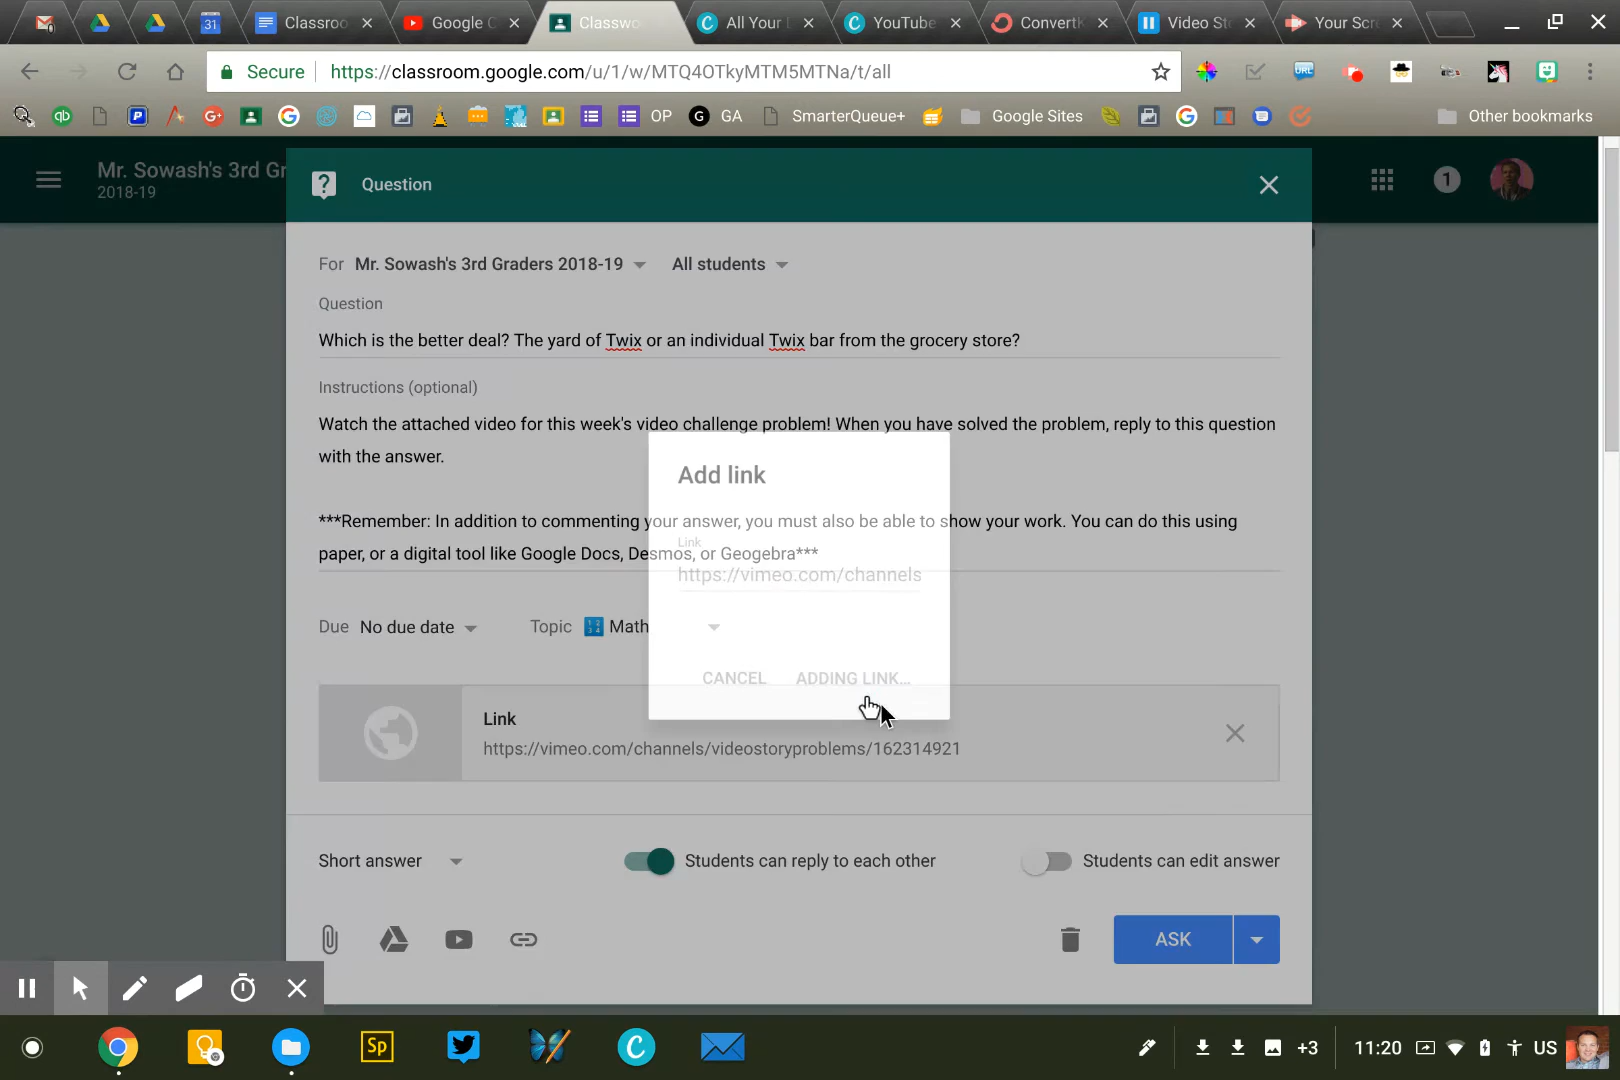 Classroo
Google C
Classwo
All Your
YouTube
ConvertK
Video St
Your Scre
31
Secure
https://classroom.google.com/u/1/w/MTQ4OTkyMTM5MTNa/t/all
URL
qb
P
G+
G
OP
G
GA
SmarterQueue+
Google Sites
G
Other bookmarks
Mr. Sowash's 3rd Gr
2018-19
Question
1
For Mr. Sowash's 3rd Graders 2018-19
All students
Question
Which is the better deal? The yard of Twix or an individual Twix bar from the grocery store?
Instructions (optional)
Watch the attached video for this week's video challenge problem! When you have solved the problem, reply to this question
with the answer.
Add link
***Remember: In addition to commenting your answer, you must also be able to show your work. You can do this using
Link
paper, or a digital tool like Google Docs, Desmos, or Geogebra***
https://vimeo.com/channels
Due No due date
Topic Math
CANCEL
ADDING LINK...
Link
https://vimeo.com/channels/videostoryproblems/162314921
Short answer
Students can reply to each other
Students can edit answer
ASK
Sp
C
+3
11:20
US